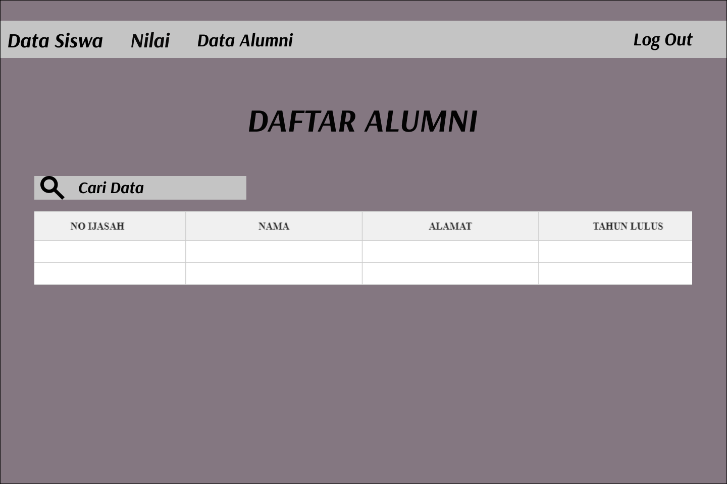 Data Siswa Nilai Data Alumni Log Out
DAFTAR ALUMNI
Cari Data
NO IJASAH NAMA ALAMAT TAHUN LULUS